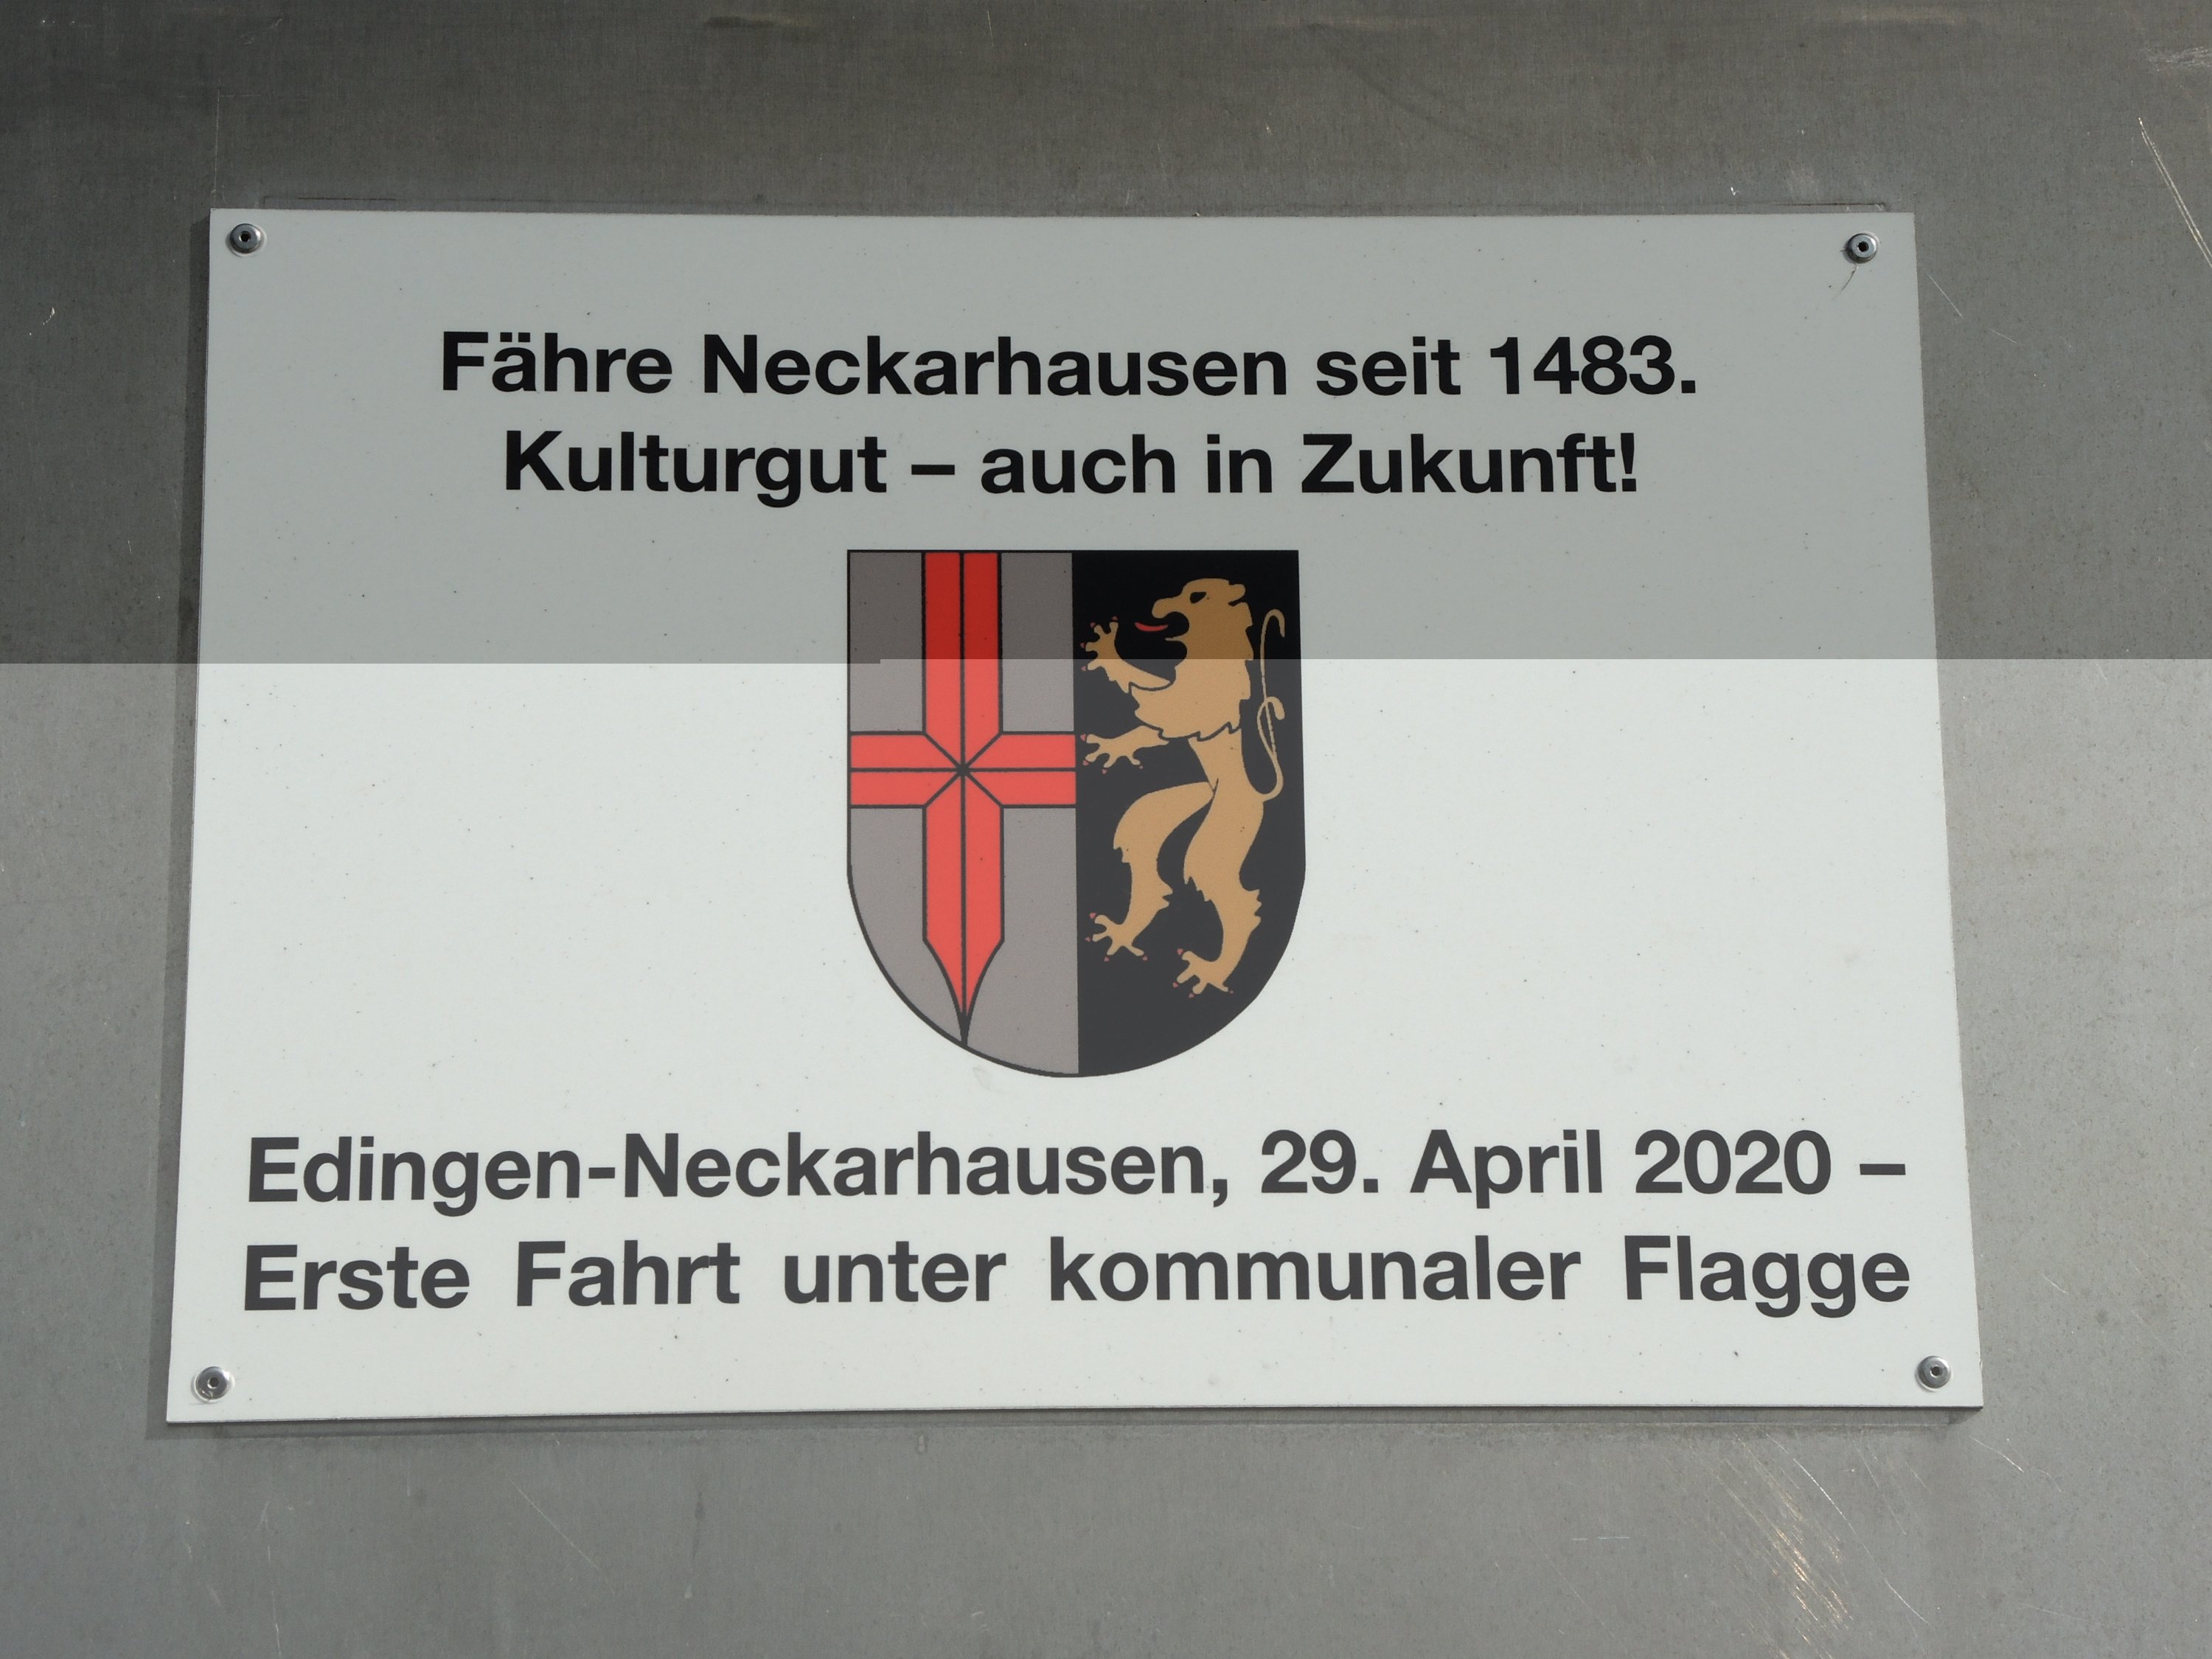 Fähre Neckarhausen seit 1483.
Kulturgut – auch in Zukunft!
Edingen-Neckarhausen, 29. April 2020 –
Erste Fahrt unter kommunaler Flagge